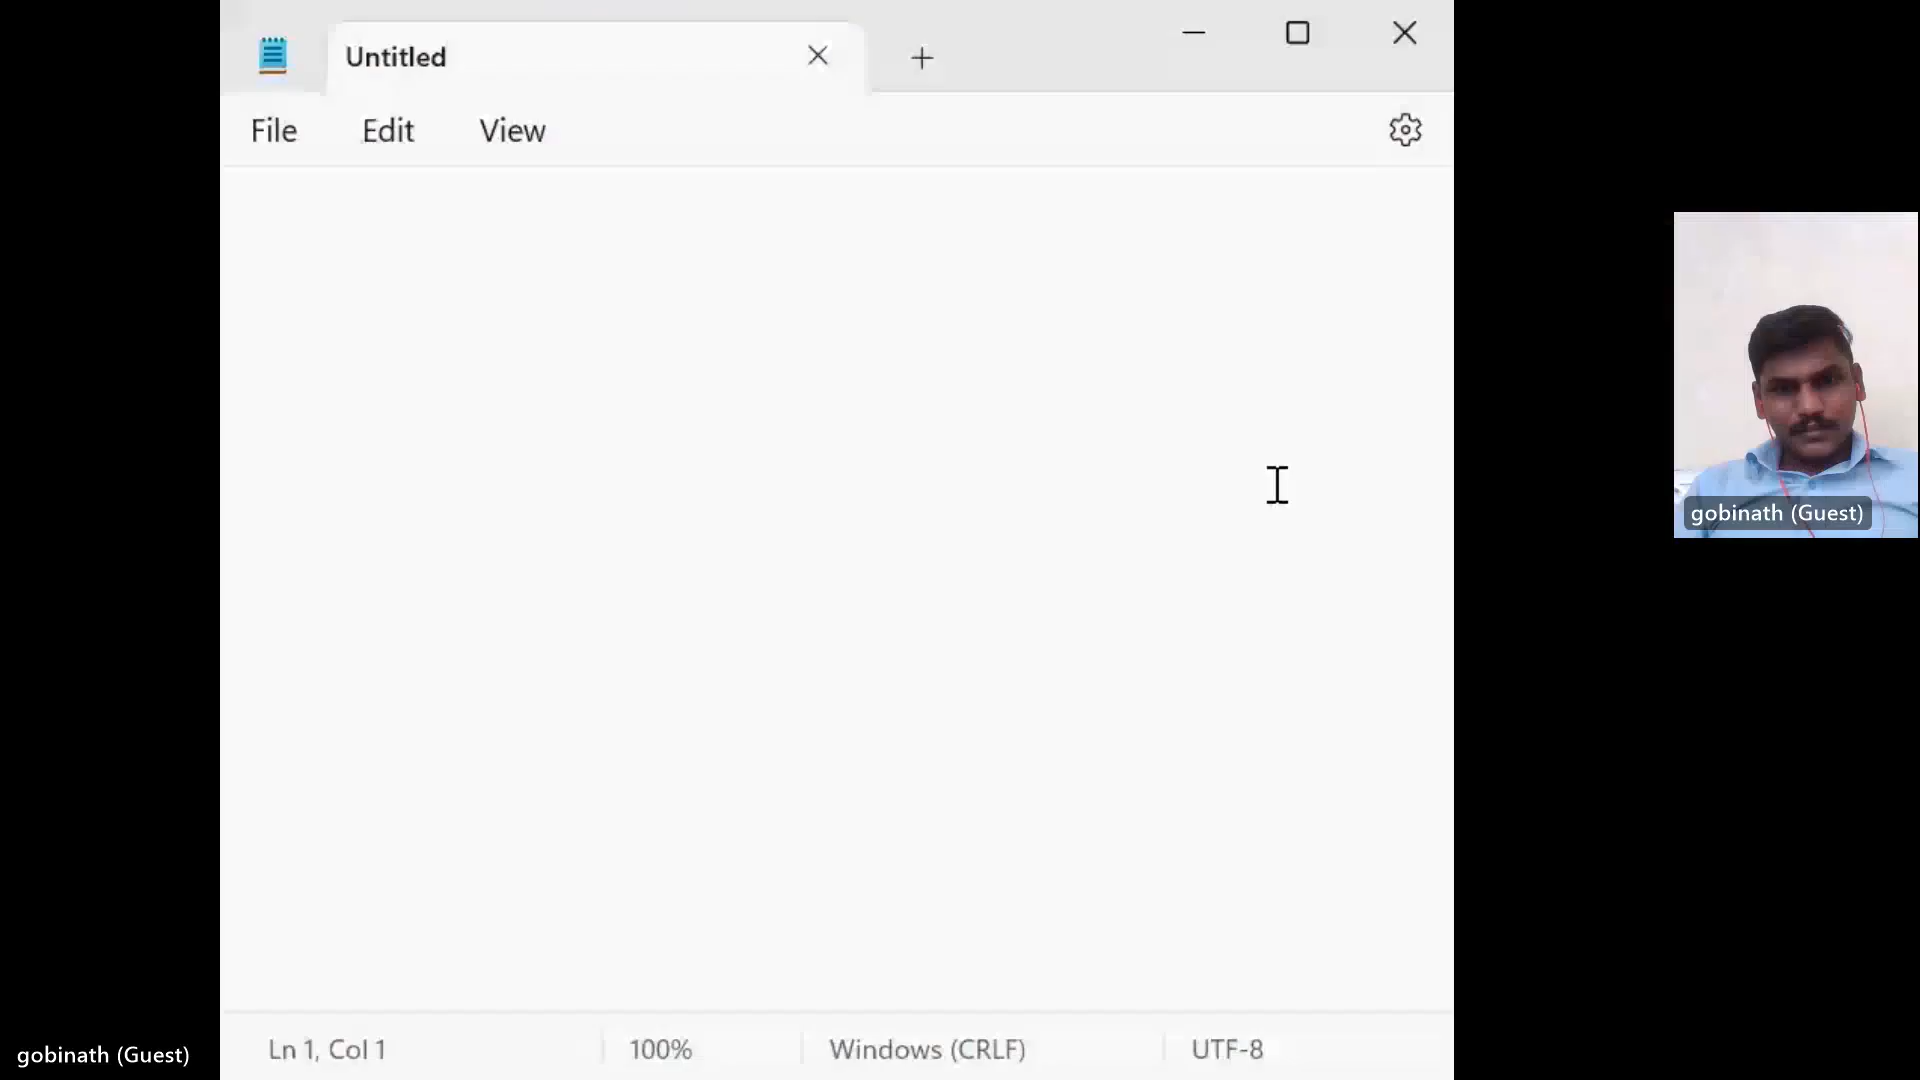 Untitled
File Edit View
gobinath (Guest)
Ln 1, Col 1 100% Windows (CRLF) UTF-8
gobinath (Guest)